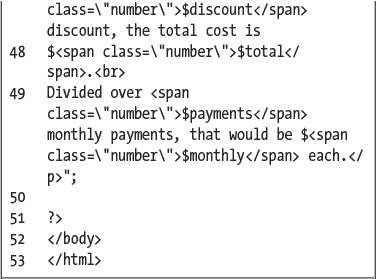 class=\"number\">$discount</span>
discount, the total cost is
48 $<span class=\"number\">$total</
span>.<br>
49 Divided over <span
class=\"number\">$payments</span>
monthly payments, that would be $<span
class=\"number\">$monthly</span> each.</
p>";
50
51 ?>
52 </body>
53 </html>